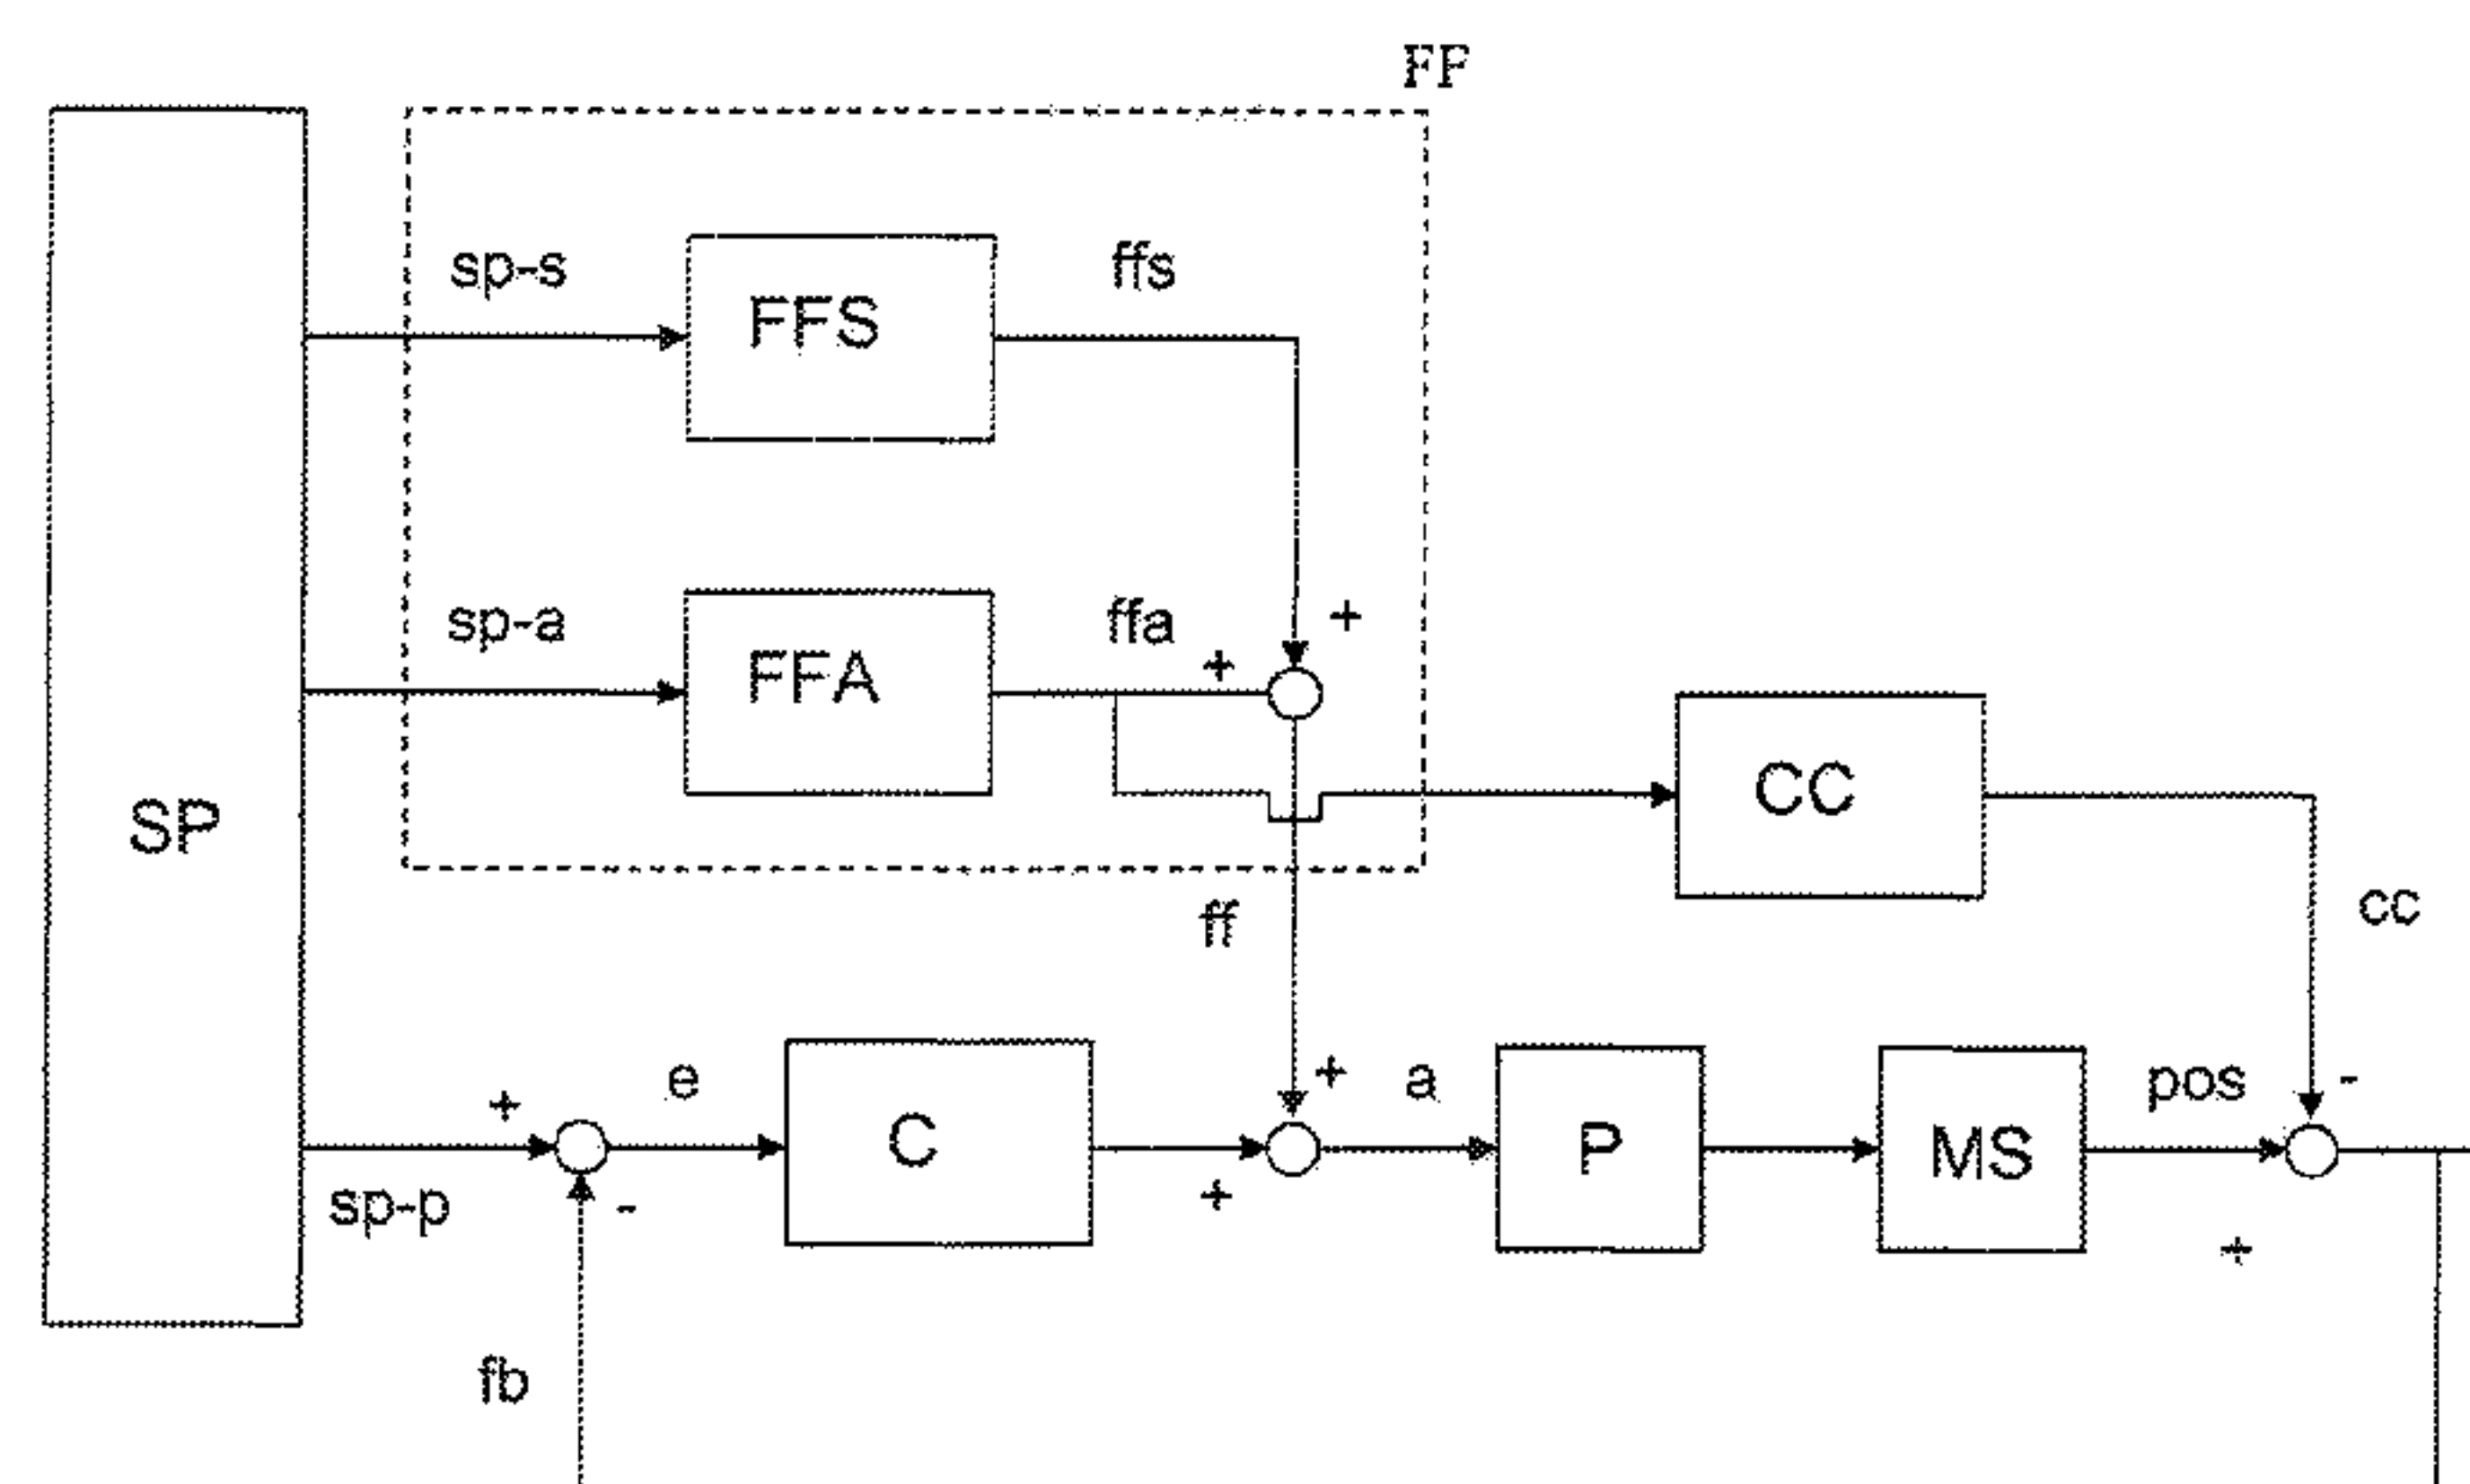 FF
sp-s
FFS
ffs
+
sp-a
FFA
ffa
+
CC
SP
cc
ff
+
e
C
+
a
P
MS
pos
-
+
sp-p
-
+
fb